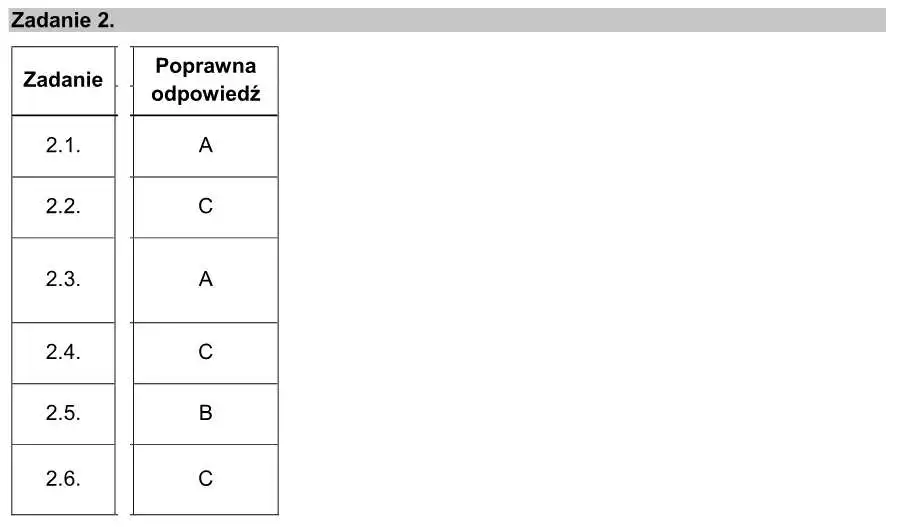 Zadanie 2.
Zadanie
Poprawna
odpowiedź
2.1. A
2.2. C
2.3. A
2.4. C
2.5. B
2.6. C